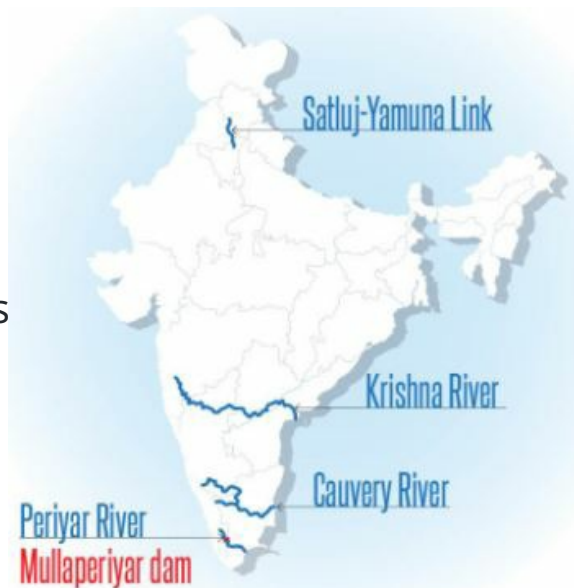 Satluj-Yamuna Link
s
Krishna River
Cauvery River
Periyar River
Mullaperiyar dam